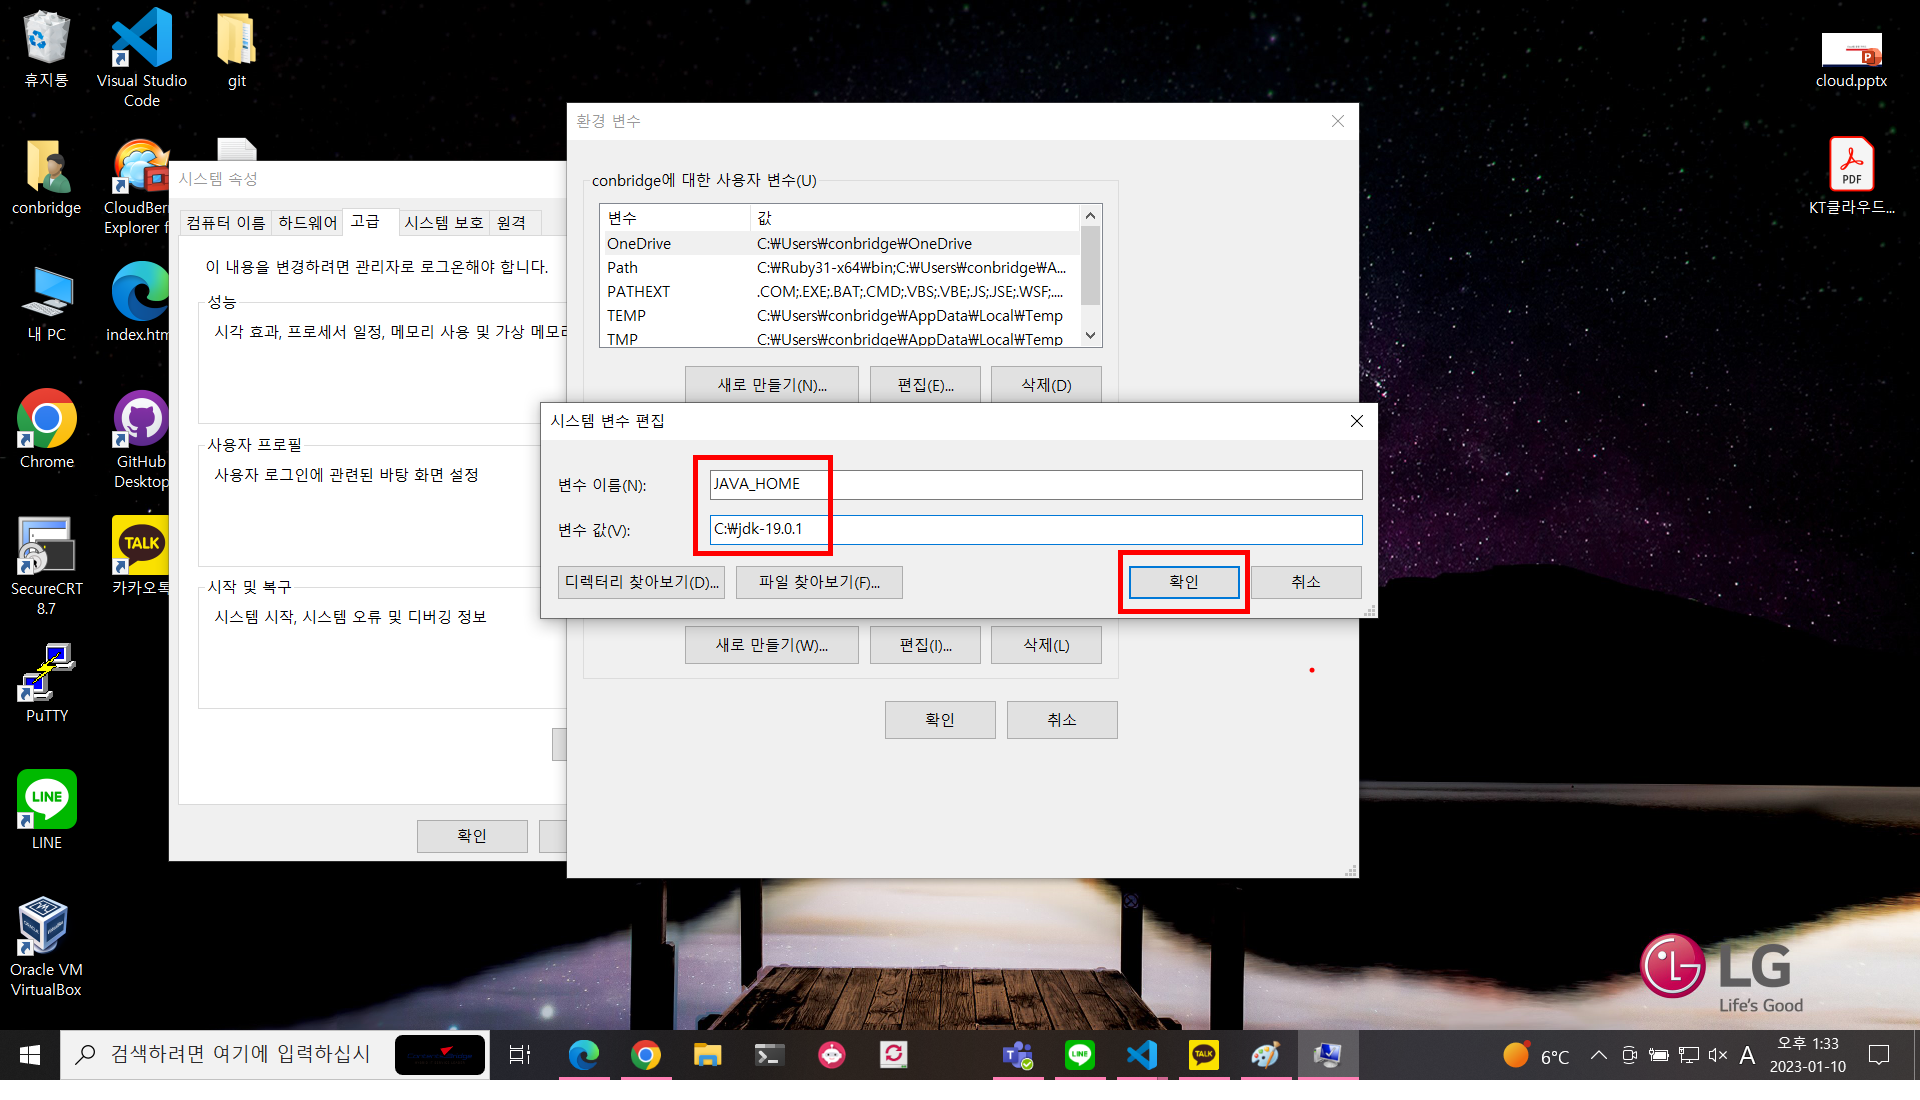 휴지통
Visual Studio
Code
git
conbridge
CloudBer
Explorer f
내 PC
index.htm
Chrome
GitHub
Desktop
SecureCRT
8.7
TALK
카카오톡
PuTTY
LINE
LINE
Oracle VM
VirtualBox
cloud.pptx
PDF
KT클라우드...
시스템 속성
컴퓨터 이름
하드웨어
고급
시스템 보호
원격
이 내용을 변경하려면 관리자로 로그온해야 합니다.
성능
시각 효과, 프로세서 일정, 메모리 사용 및 가상 메모리
사용자 프로필
사용자 로그인에 관련된 바탕 화면 설정
시작 및 복구
시스템 시작, 시스템 오류 및 디버깅 정보
확인
환경 변수
conbridge에 대한 사용자 변수(U)
변수 값
OneDrive C:₩Users₩conbridge₩OneDrive
Path C:₩Ruby31-x64₩bin;C:₩Users₩conbridge₩A...
PATHEXT .COM;.EXE;.BAT;.CMD;.VBS;.VBE;.JS;.JSE;.WSF;....
TEMP C:₩Users₩conbridge₩AppData₩Local₩Temp
TMP C:₩Users₩conbridge₩AppData₩Local₩Temp
새로 만들기(N)... 편집(E)... 삭제(D)
시스템 변수 편집
변수 이름(N): JAVA_HOME
변수 값(V): C:₩jdk-19.0.1
디렉터리 찾아보기(D)... 파일 찾아보기(F)... 확인 취소
새로 만들기(W)... 편집(I)... 삭제(L)
확인 취소
LG
Life's Good
검색하려면 여기에 입력하십시
LINE
TALK
6°C
A
오후 1:33
2023-01-10